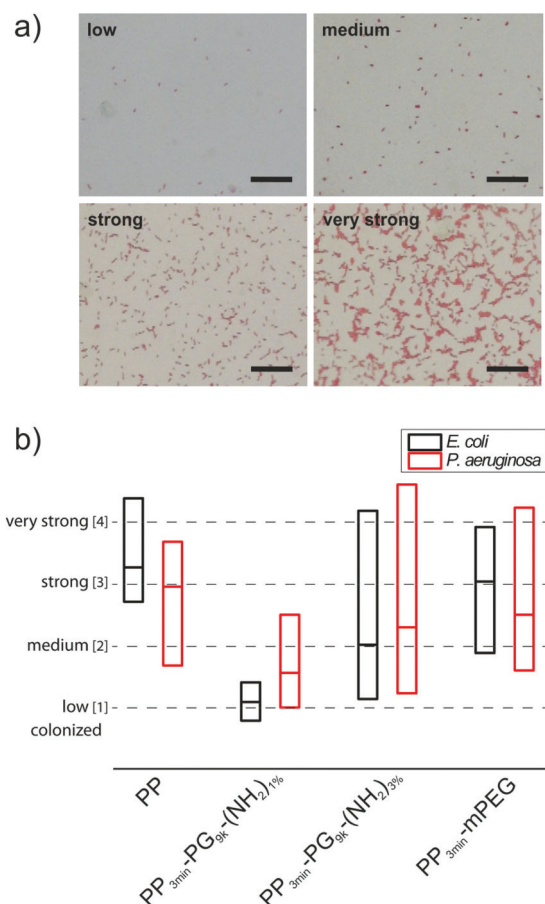 a)
low
medium
strong
very strong
b)
E. coli
P. aeruginosa
very strong [4]
strong [3]
medium [2]
low [1]
colonized
PP
PP3min-PG9K-(NH2)1%
PP3min-PG9K-(NH2)3%
PP3min-mPEG